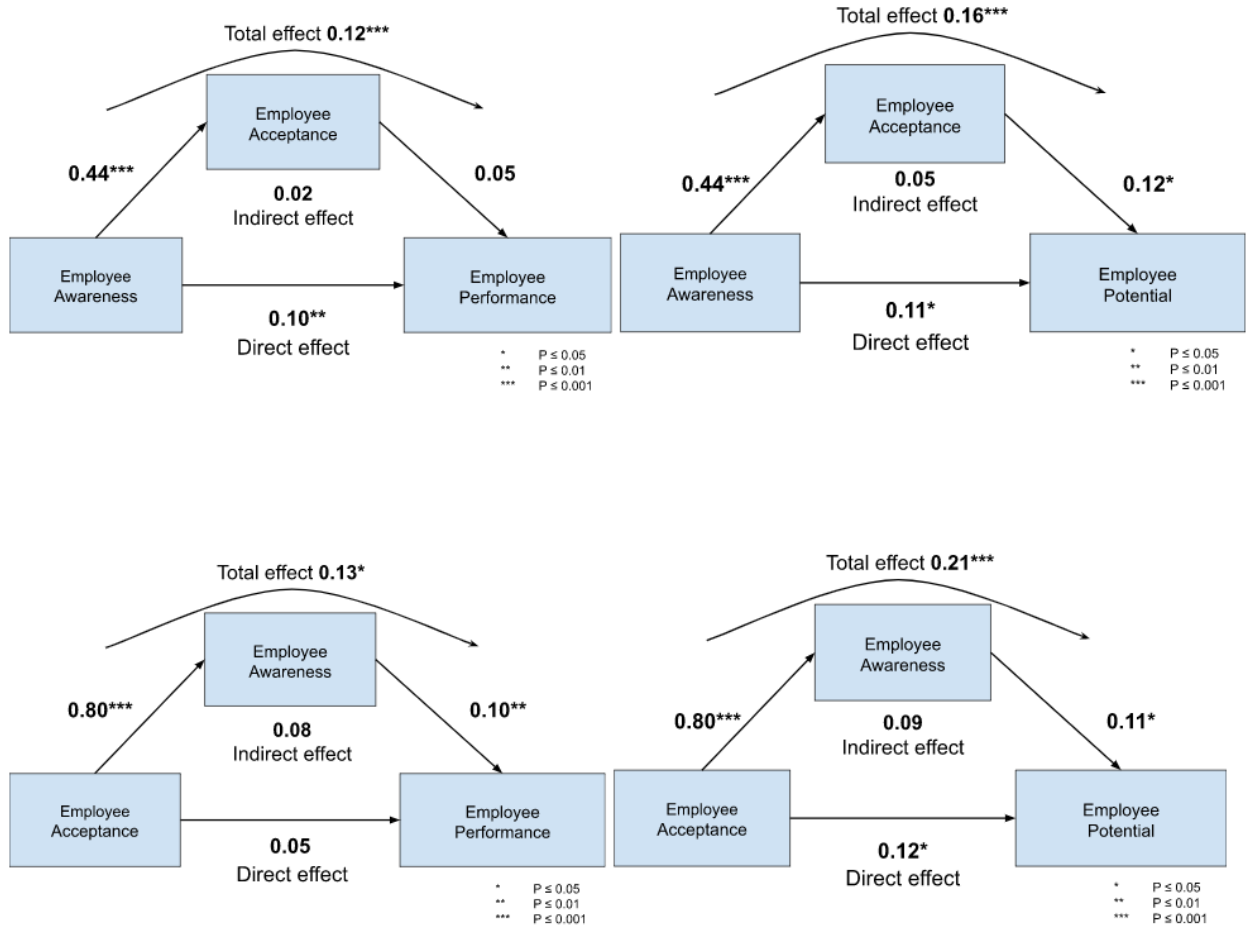 Total effect 0.12***
Employee
Acceptance
0.44***
0.05
0.02
Indirect effect
Employee
Awareness
Employee
Performance
0.10**
Direct effect
* P ≤ 0.05
** P ≤ 0.01
*** P ≤ 0.001
Total effect 0.16***
Employee
Acceptance
0.44***
0.12*
0.05
Indirect effect
Employee
Awareness
Employee
Potential
0.11*
Direct effect
* P ≤ 0.05
** P ≤ 0.01
*** P ≤ 0.001
Total effect 0.13*
Employee
Awareness
0.80***
0.10**
0.08
Indirect effect
Employee
Acceptance
Employee
Performance
0.05
Direct effect
* P ≤ 0.05
** P ≤ 0.01
*** P ≤ 0.001
Total effect 0.21***
Employee
Awareness
0.80***
0.11*
0.09
Indirect effect
Employee
Acceptance
Employee
Potential
0.12*
Direct effect
* P ≤ 0.05
** P ≤ 0.01
*** P ≤ 0.001